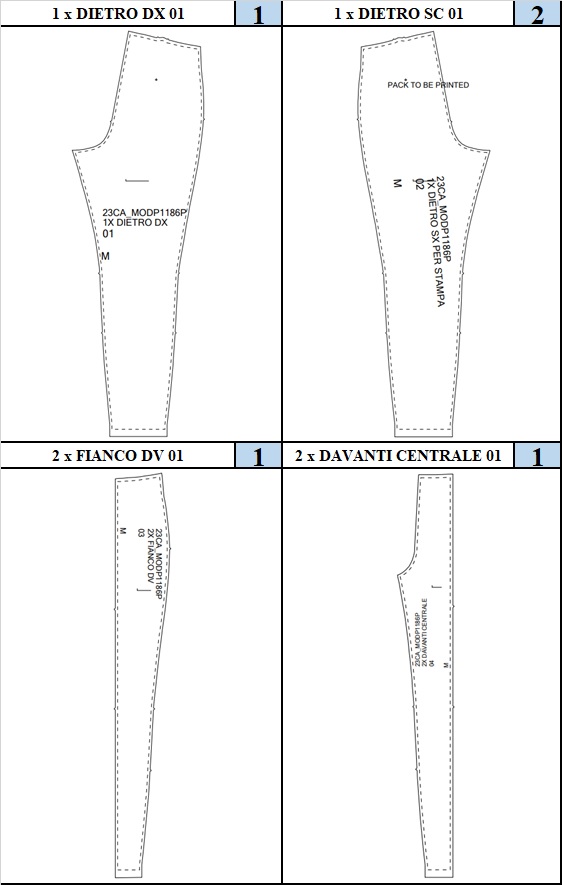 1 x DIETRO DX 01
1
1 x DIETRO SC 01
2
23CA_MODP1186P
1X DIETRO DX
01
M
PACK TO BE PRINTED
23CA_MODP1186P
1X DIETRO SX PER STAMPA
02
M
2 x FIANCO DV 01
1
2 x DAVANTI CENTRALE 01
1
23CA_MODP1186P
2X FIANCO DV
03
M
23CA_MODP1186P
2X DAVANTI CENTRALE
04
M